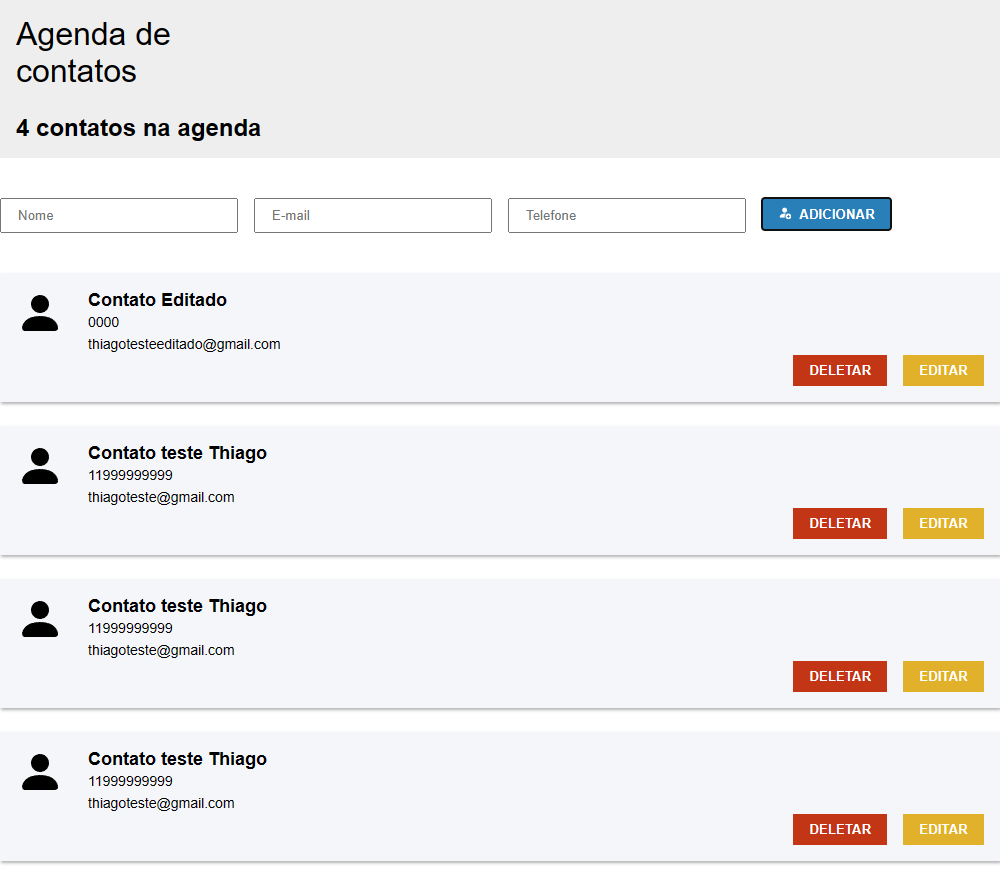 Agenda de
contatos
4 contatos na agenda
Nome E-mail Telefone ADICIONAR
Contato Editado
0000
thiagotesteeditado@gmail.com
DELETAR EDITAR
Contato teste Thiago
11999999999
thiagoteste@gmail.com
DELETAR EDITAR
Contato teste Thiago
11999999999
thiagoteste@gmail.com
DELETAR EDITAR
Contato teste Thiago
11999999999
thiagoteste@gmail.com
DELETAR EDITAR